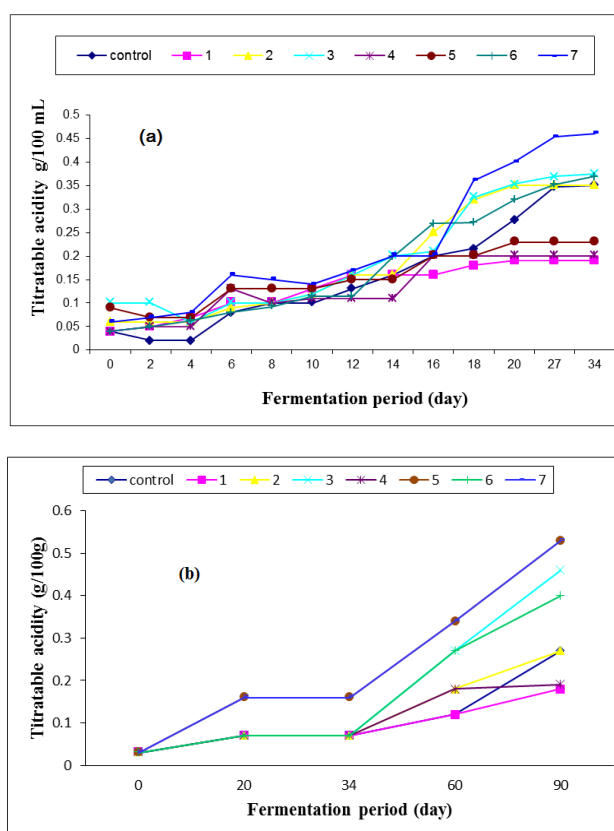 control 1 2 3 4 5 6 7
Titratable acidity g/100 mL
(a)
0.5
0.45
0.4
0.35
0.3
0.25
0.2
0.15
0.1
0.05
0
0 2 4 6 8 10 12 14 16 18 20 27 34
Fermentation period (day)
control 1 2 3 4 5 6 7
Titratable acidity (g/100g)
(b)
0.6
0.5
0.4
0.3
0.2
0.1
0
0 20 34 60 90
Fermentation period (day)